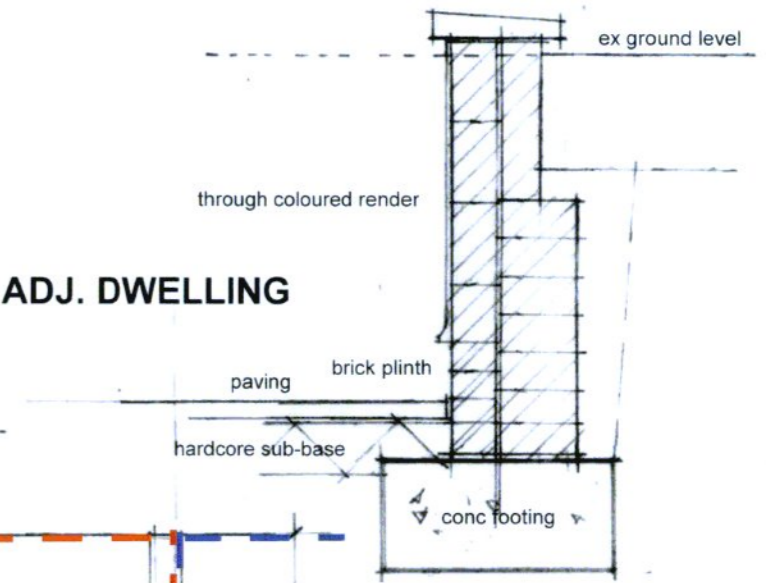 ex ground level
through coloured render
ADJ. DWELLING
brick plinth
paving
hardcore sub-base
conc footing